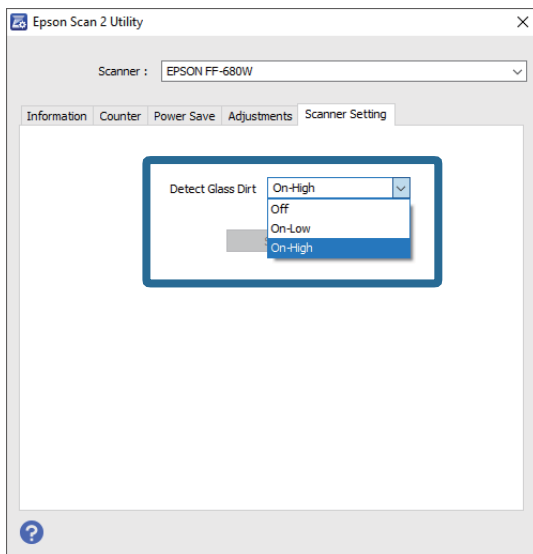 Epson Scan 2 Utility
Scanner : EPSON FF-680W
Information Counter Power Save Adjustments Scanner Setting
Detect Glass Dirt On-High
Off
On-Low
On-High
?